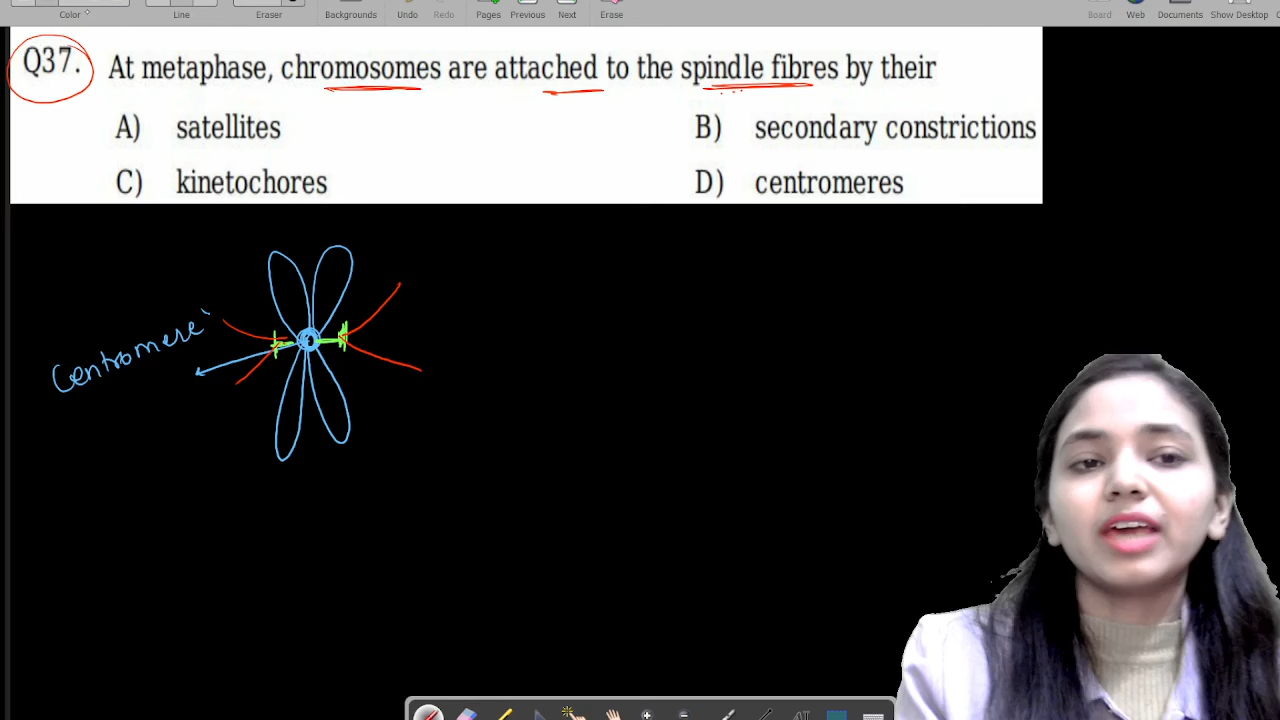 Color Line Eraser Backgrounds Undo Redo Pages Previous Next Erase Board Web Documents Show Desktop
Q37. At metaphase, chromosomes are attached to the spindle fibres by their
A) satellites B) secondary constrictions
C) kinetochores D) centromeres
Centromere